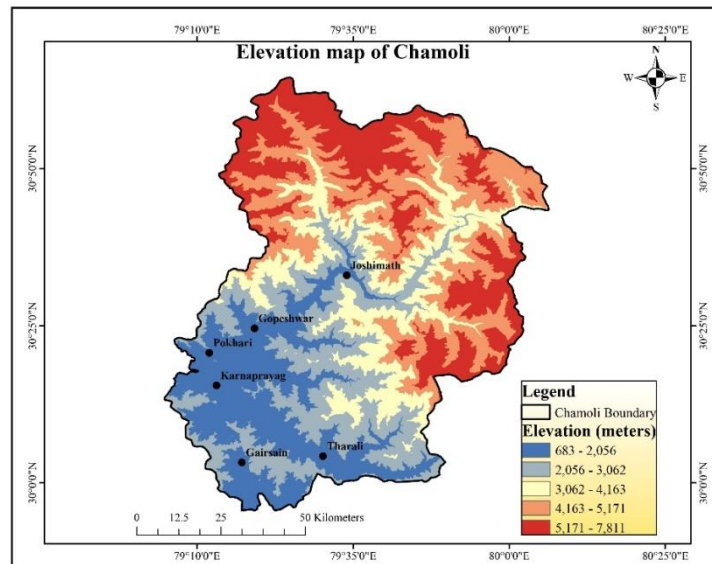 79°10'0"E 79°35'0"E 80°0'0"E 80°25'0"E
Elevation map of Chamoli
N
W E
S
30°50'0"N 30°50'0"N
Joshimath
30°25'0"N 30°25'0"N
Gopeshwar
Pokhari
Karnaprayag
Legend
Chamoli Boundary
Elevation (meters)
683 - 2,056
2,056 - 3,062
3,062 - 4,163
4,163 - 5,171
5,171 - 7,811
Gairsain
Tharali
30°0'0"N 30°0'0"N
0 12.5 25 50 Kilometers
79°10'0"E 79°35'0"E 80°0'0"E 80°25'0"E